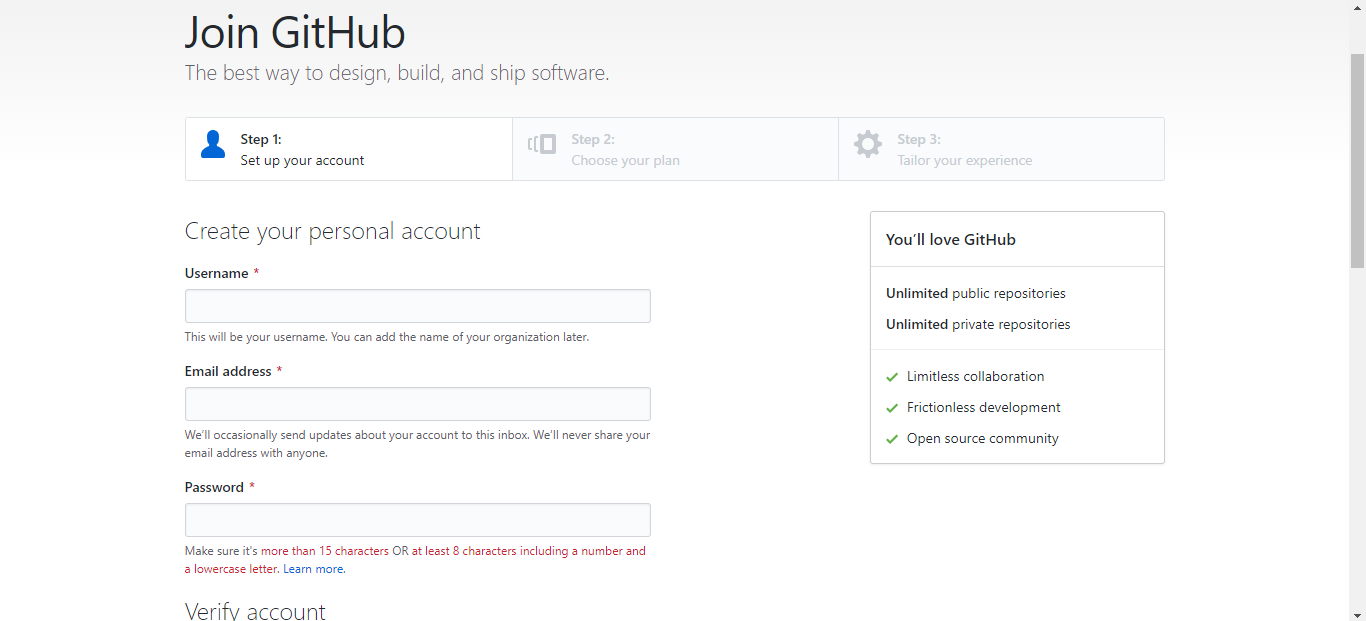 Join GitHub
The best way to design, build, and ship software.
Step 1:
Set up your account
Step 2:
Choose your plan
Step 3:
Tailor your experience
Create your personal account
Username *
This will be your username. You can add the name of your organization later.
Email address *
We’ll occasionally send updates about your account to this inbox. We’ll never share your
email address with anyone.
Password *
Make sure it's more than 15 characters OR at least 8 characters including a number and
a lowercase letter. Learn more.
Verify account
You’ll love GitHub
Unlimited public repositories
Unlimited private repositories
Limitless collaboration
Frictionless development
Open source community